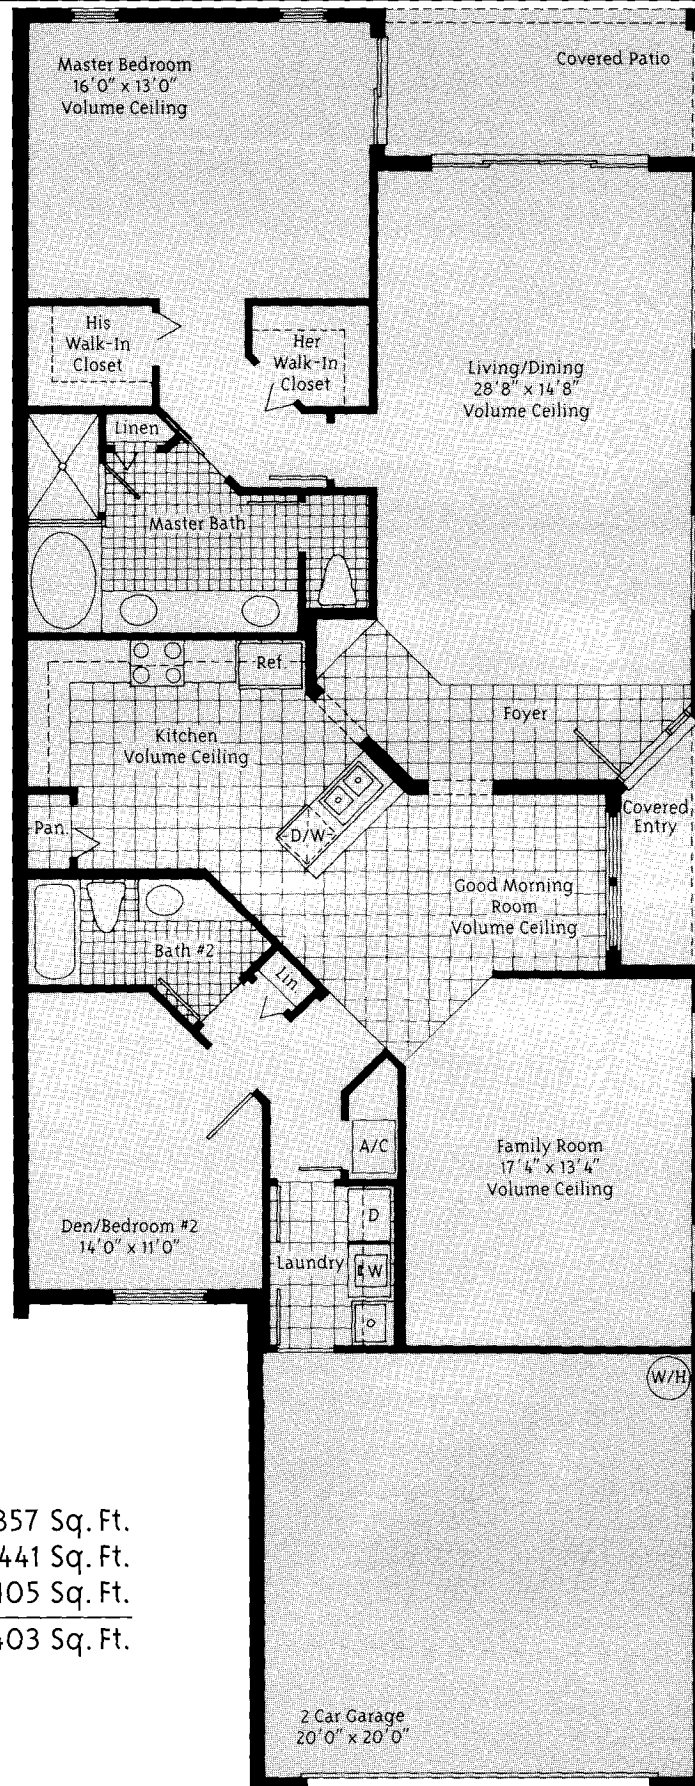 Master Bedroom
16'0" x 13'0"
Volume Ceiling
Covered Patio
His
Walk-In
Closet
Her
Walk-In
Closet
Living/Dining
28'8" x 14'8"
Volume Ceiling
Linen
Master Bath
Ref.
Foyer
Kitchen
Volume Ceiling
Covered
Entry
Pan.
D/W
Good Morning
Room
Volume Ceiling
Bath #2
Lin.
A/C
Family Room
17'4" x 13'4"
Volume Ceiling
D
Den/Bedroom #2
14'0" x 11'0"
Laundry
W
W/H
857 Sq. Ft.
441 Sq. Ft.
105 Sq. Ft.
403 Sq. Ft.
2 Car Garage
20'0" x 20'0"